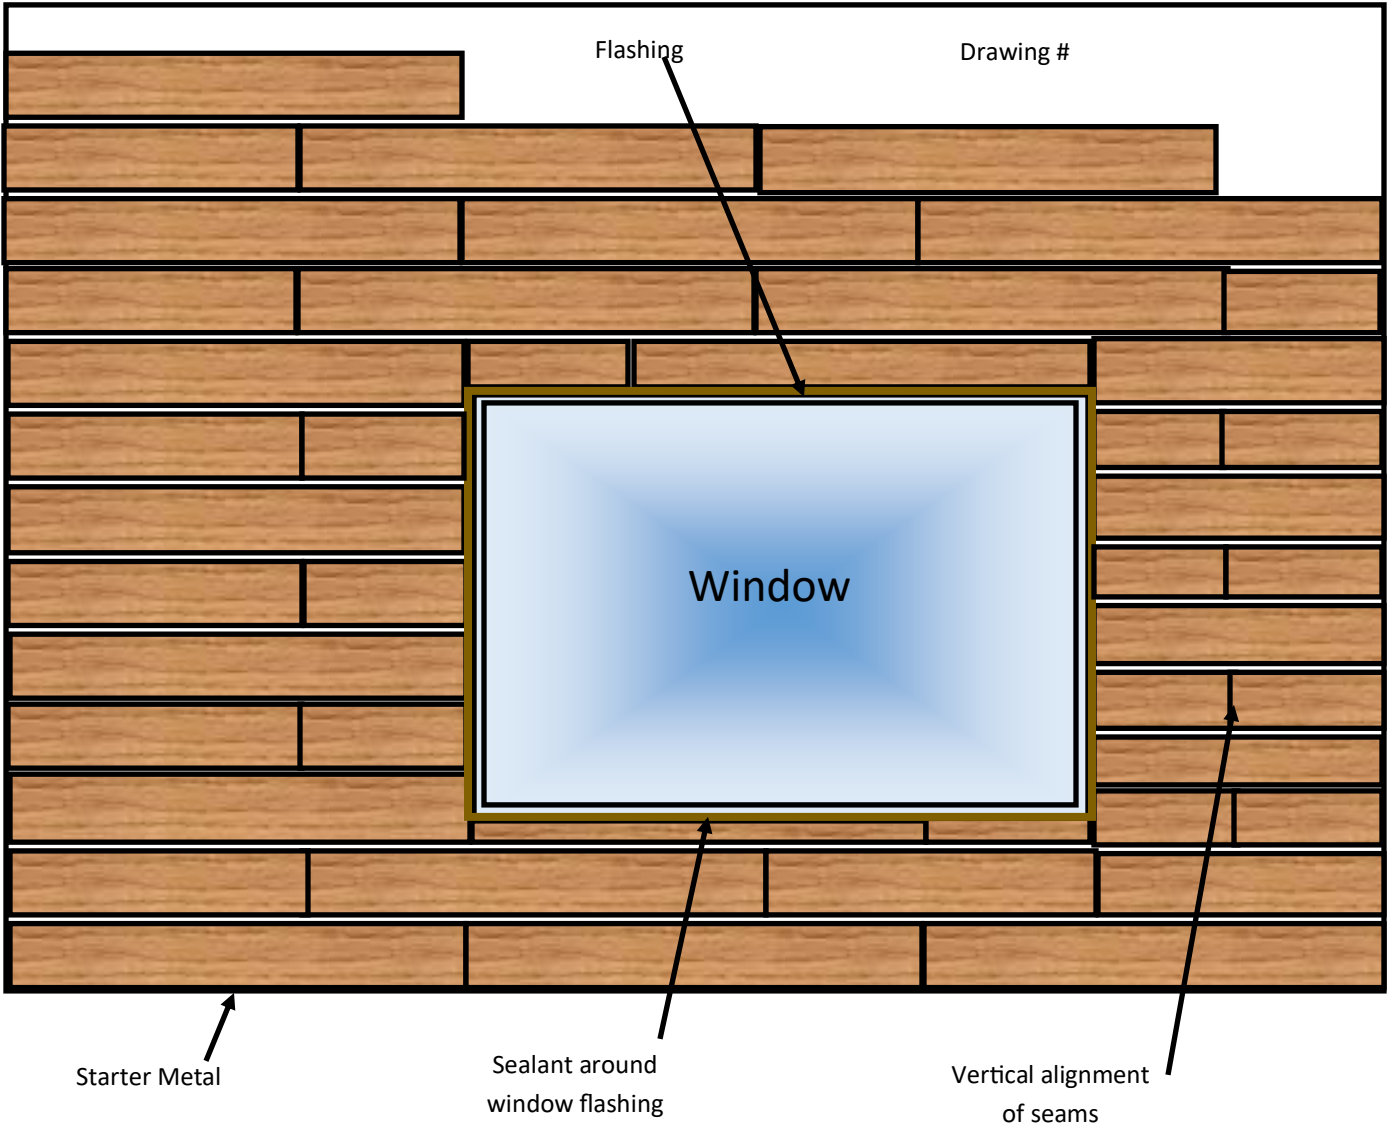 Flashing
Drawing #
Window
Starter Metal
Sealant around
window flashing
Vertical alignment
of seams